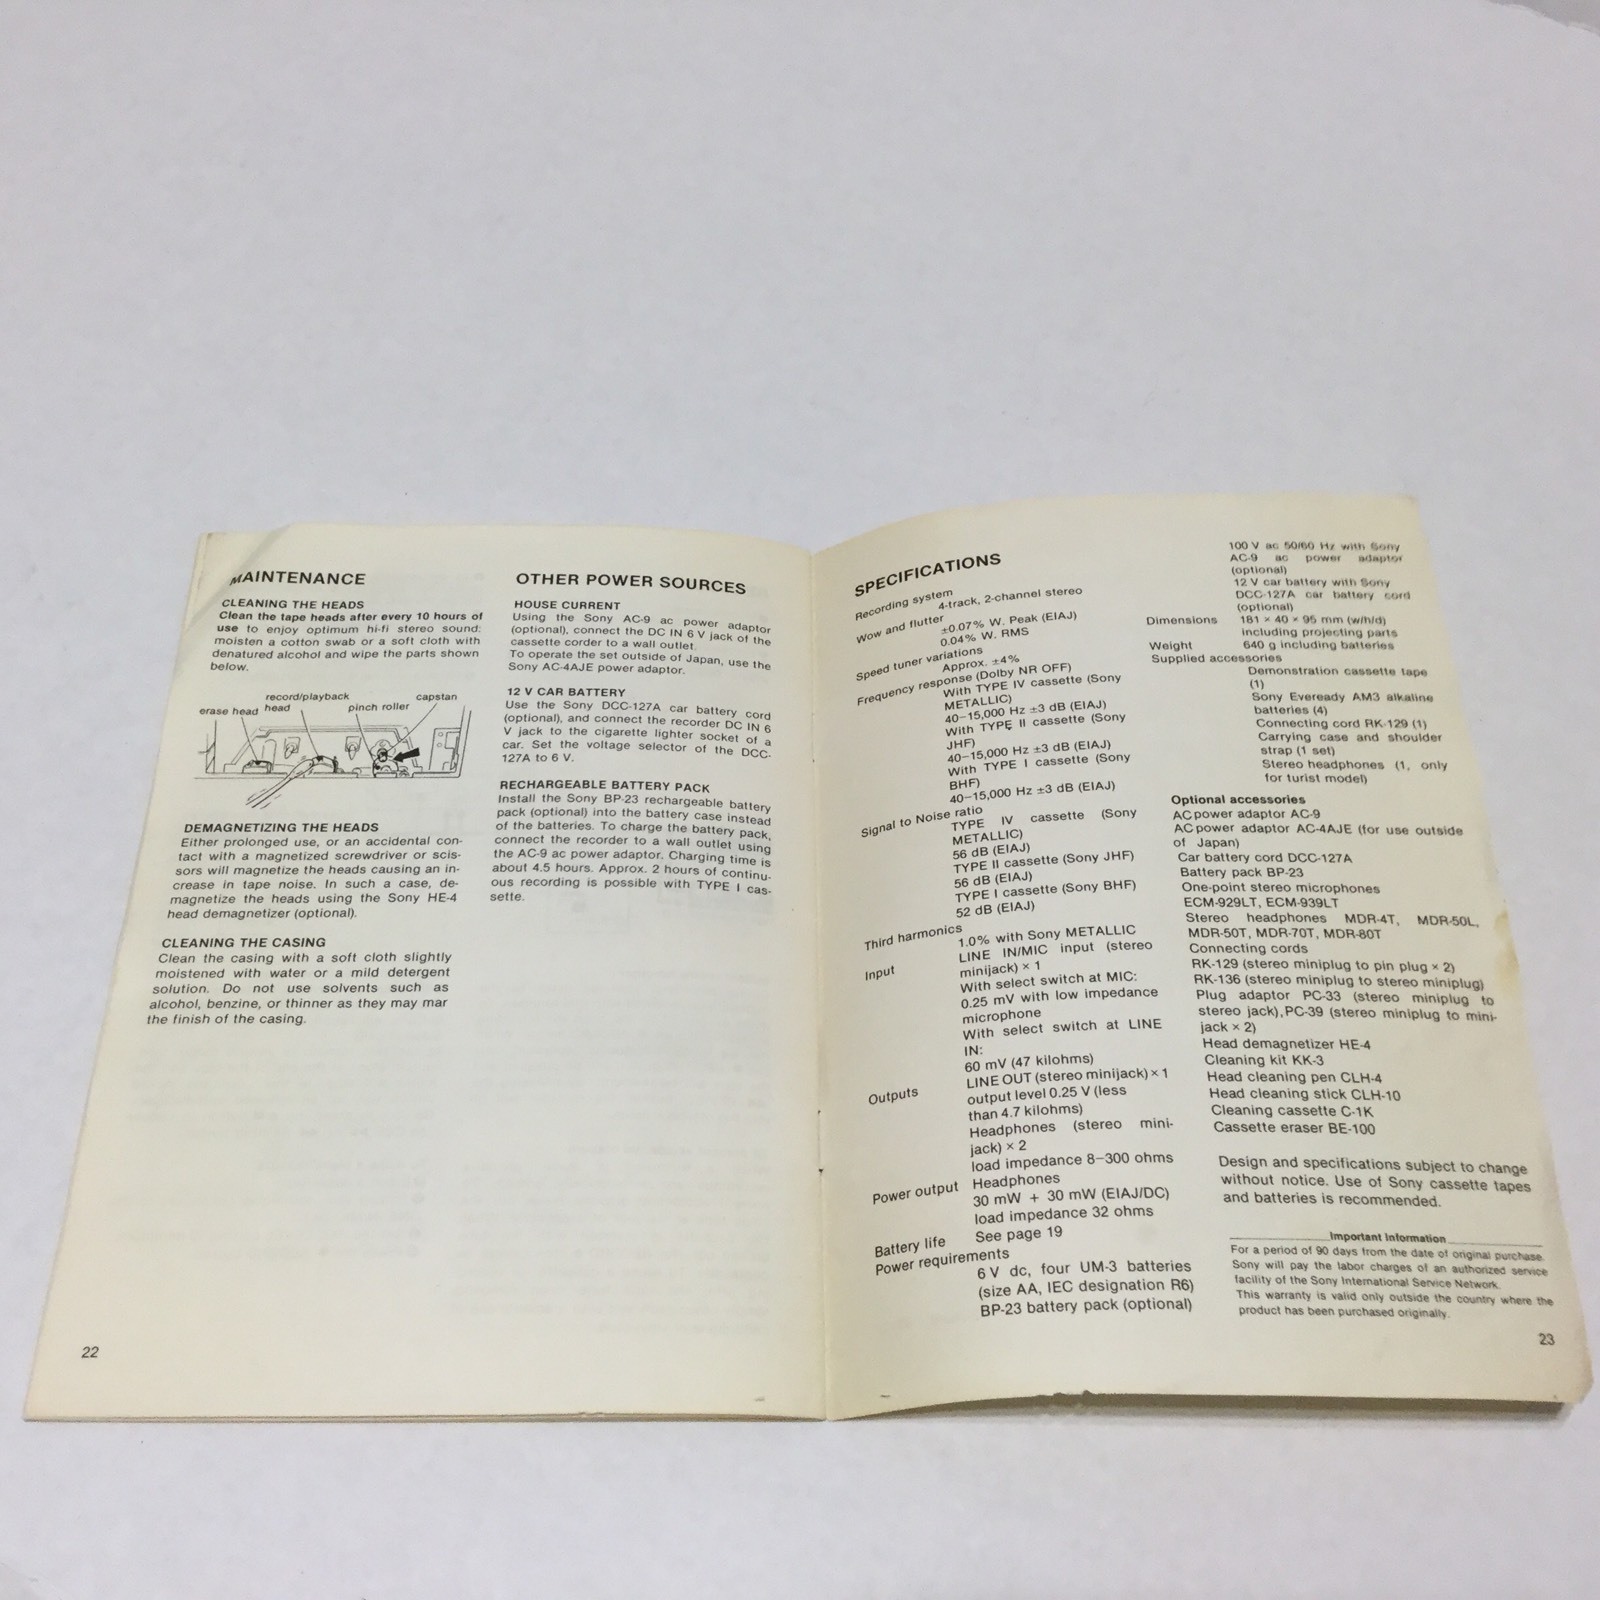 MAINTENANCE
CLEANING THE HEADS
Clean the tape heads after every 10 hours of
use to enjoy optimum hi-fi stereo sound:
moisten a cotton swab or a soft cloth with
denatured alcohol and wipe the parts shown
below.
record/playback
head
erase head
pinch roller
capstan
DEMAGNETIZING THE HEADS
Either prolonged use, or an accidental con-
tact with a magnetized screwdriver or scis-
sors will magnetize the heads causing an in-
crease in tape noise. In such a case, de-
magnetize the heads using the Sony HE-4
head demagnetizer (optional).
CLEANING THE CASING
Clean the casing with a soft cloth slightly
moistened with water or a mild detergent
solution. Do not use solvents such as
alcohol, benzine, or thinner as they may mar
the finish of the casing.
OTHER POWER SOURCES
HOUSE CURRENT
Using the Sony AC-9 ac power adaptor
(optional), connect the DC IN 6 V jack of the
cassette corder to a wall outlet.
To operate the set outside of Japan, use the
Sony AC-4AJE power adaptor.
12 V CAR BATTERY
Use the Sony DCC-127A car battery cord
(optional), and connect the recorder DC IN 6
V jack to the cigarette lighter socket of a
car. Set the voltage selector of the DCC-
127A to 6 V.
RECHARGEABLE BATTERY PACK
Install the Sony BP-23 rechargeable battery
pack (optional) into the battery case instead
of the batteries. To charge the battery pack,
connect the recorder to a wall outlet using
the AC-9 ac power adaptor. Charging time is
about 4.5 hours. Approx. 2 hours of continu-
ous recording is possible with TYPE I cas-
sette.
22
SPECIFICATIONS
Recording system
4-track, 2-channel stereo
Wow and flutter
±0.07% W. Peak (EIAJ)
0.04% W. RMS
Speed tuner variations
Approx. ±4%
Frequency response (Dolby NR OFF)
With TYPE IV cassette (Sony
METALLIC)
40–15,000 Hz ±3 dB (EIAJ)
With TYPE II cassette (Sony
JHF)
40–15,000 Hz ±3 dB (EIAJ)
With TYPE I cassette (Sony
BHF)
40–15,000 Hz ±3 dB (EIAJ)
Signal to Noise ratio
TYPE IV cassette (Sony
METALLIC)
56 dB (EIAJ)
TYPE II cassette (Sony JHF)
56 dB (EIAJ)
TYPE I cassette (Sony BHF)
52 dB (EIAJ)
Third harmonics
1.0% with Sony METALLIC
Input LINE IN/MIC input (stereo
minijack) × 1
With select switch at MIC:
0.25 mV with low impedance
microphone
With select switch at LINE
IN:
60 mV (47 kilohms)
Outputs LINE OUT (stereo minijack) × 1
output level 0.25 V (less
than 4.7 kilohms)
Headphones (stereo mini-
jack) × 2
load impedance 8–300 ohms
Power output Headphones
30 mW + 30 mW (EIAJ/DC)
load impedance 32 ohms
Battery life See page 19
Power requirements
6 V dc, four UM-3 batteries
(size AA, IEC designation R6)
BP-23 battery pack (optional)
100 V ac 50/60 Hz with Sony
AC-9 ac power adaptor
(optional)
12 V car battery with Sony
DCC-127A car battery cord
(optional)
Dimensions 181 × 40 × 95 mm (w/h/d)
including projecting parts
Weight 640 g including batteries
Supplied accessories
Demonstration cassette tape
(1)
Sony Eveready AM3 alkaline
batteries (4)
Connecting cord RK-129 (1)
Carrying case and shoulder
strap (1 set)
Stereo headphones (1, only
for turist model)
Optional accessories
AC power adaptor AC-9
AC power adaptor AC-4AJE (for use outside
of Japan)
Car battery cord DCC-127A
Battery pack BP-23
One-point stereo microphones
ECM-929LT, ECM-939LT
Stereo headphones MDR-4T, MDR-50L,
MDR-50T, MDR-70T, MDR-80T
Connecting cords
RK-129 (stereo miniplug to pin plug × 2)
RK-136 (stereo miniplug to stereo miniplug)
Plug adaptor PC-33 (stereo miniplug to
stereo jack), PC-39 (stereo miniplug to mini-
jack × 2)
Head demagnetizer HE-4
Cleaning kit KK-3
Head cleaning pen CLH-4
Head cleaning stick CLH-10
Cleaning cassette C-1K
Cassette eraser BE-100
Design and specifications subject to change
without notice. Use of Sony cassette tapes
and batteries is recommended.
Important Information
For a period of 90 days from the date of original purchase.
Sony will pay the labor charges of an authorized service
facility of the Sony International Service Network.
This warranty is valid only outside the country where the
product has been purchased originally.
23